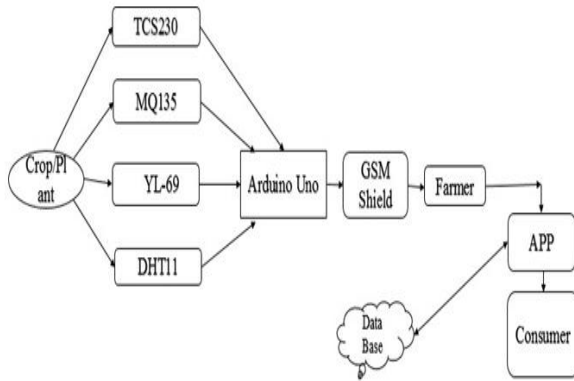 TCS230
MQ135
Crop/Pl
ant
YL-69
DHT11
Arduino Uno
GSM
Shield
Farmer
APP
Data
Base
Consumer